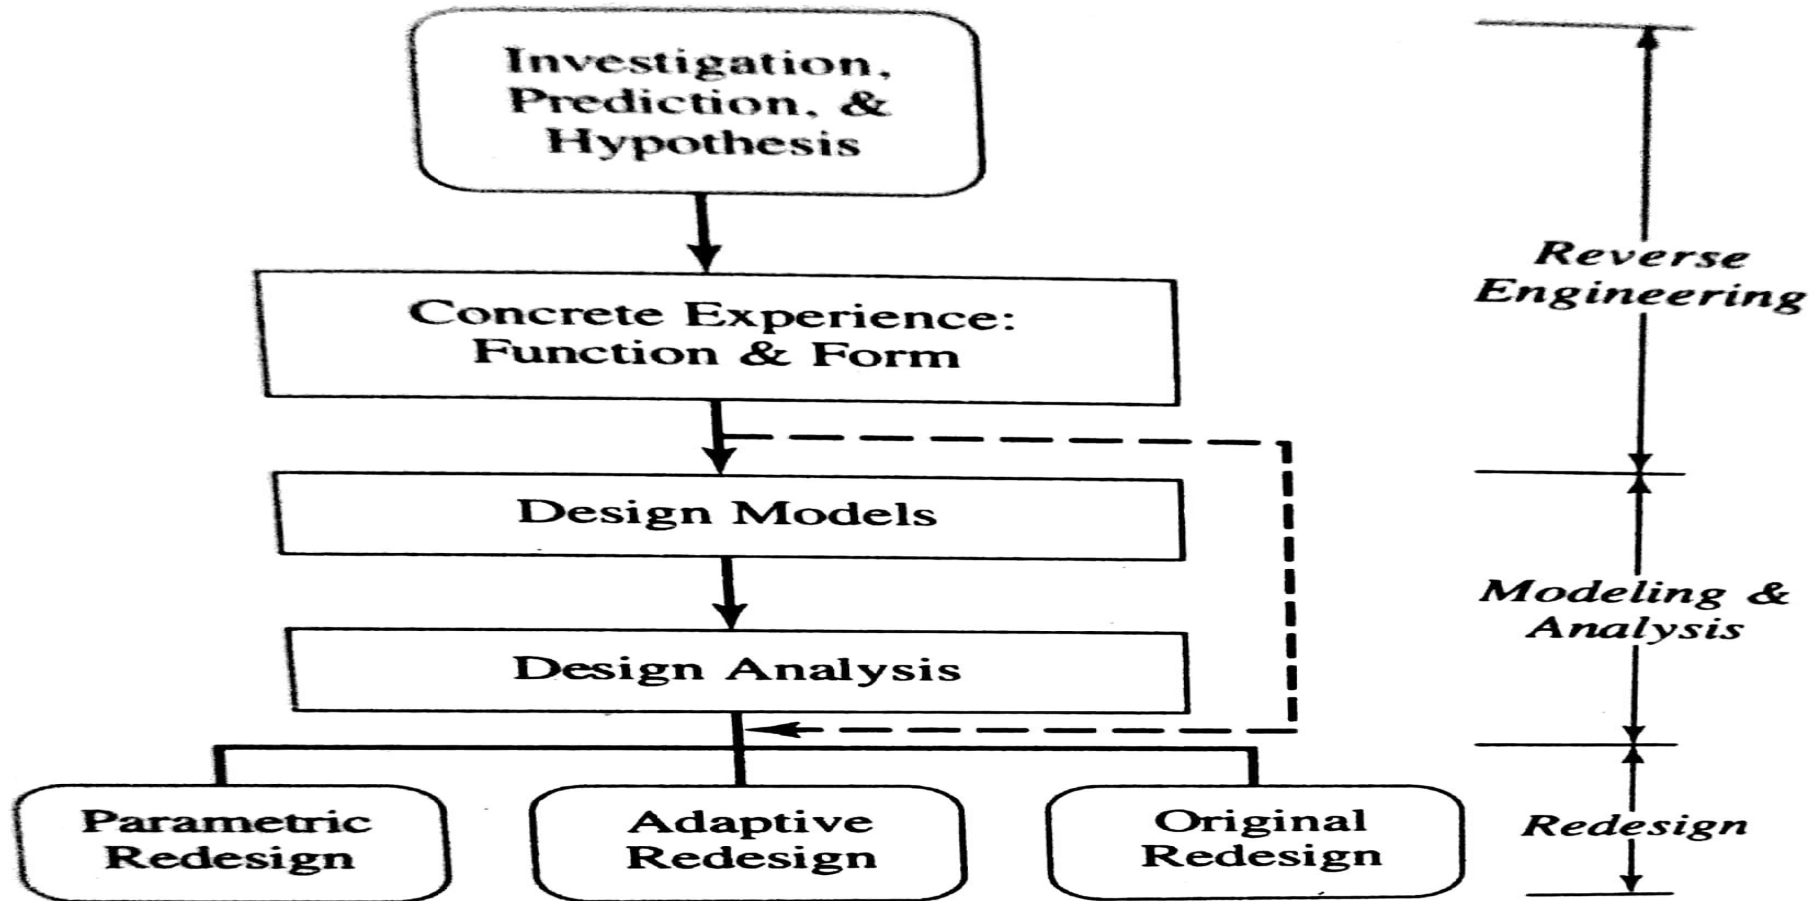 Investigation,
Prediction, &
Hypothesis
Concrete Experience:
Function & Form
Reverse
Engineering
Design Models
Design Analysis
Modeling &
Analysis
Parametric
Redesign
Adaptive
Redesign
Original
Redesign
Redesign